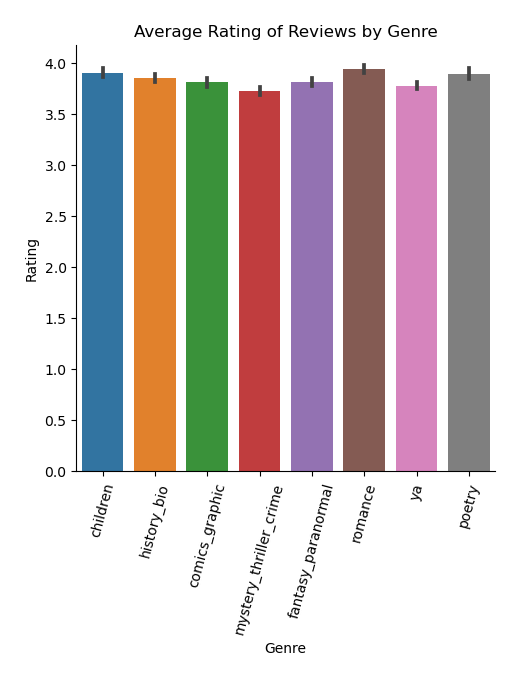 Average Rating of Reviews by Genre
4.0
3.5
3.0
2.5
2.0
1.5
1.0
0.5
0.0
Rating
children
history_bio
comics_graphic
mystery_thriller_crime
fantasy_paranormal
romance
ya
poetry
Genre